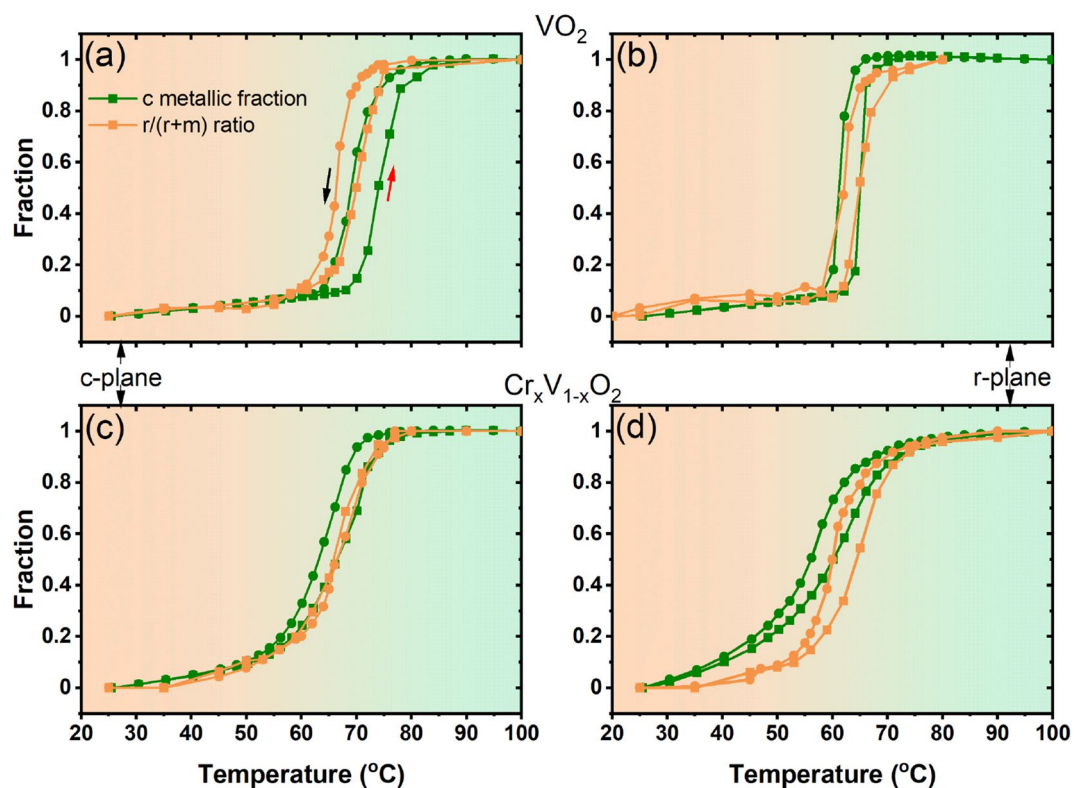 VO₂
(a)
(b)
c metallic fraction
r/(r+m) ratio
Fraction
1
0.8
0.6
0.4
0.2
0
c-plane
CrₓV₁₋ₓO₂
r-plane
(c)
(d)
Fraction
1
0.8
0.6
0.4
0.2
0
20 30 40 50 60 70 80 90 100
20 30 40 50 60 70 80 90 100
Temperature (°C)
Temperature (°C)